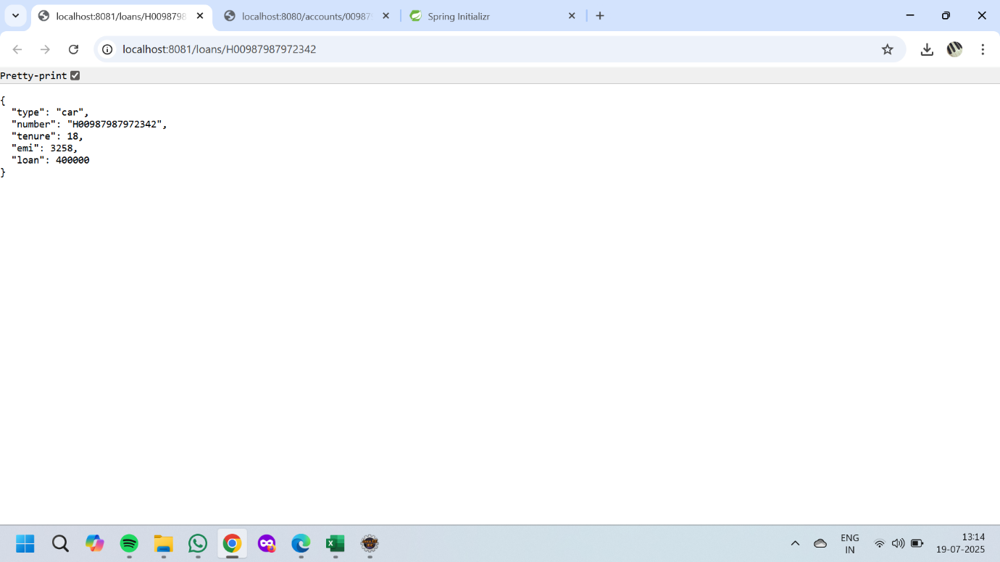 localhost:8081/loans/H0098798
localhost:8080/accounts/00987
Spring Initializr
localhost:8081/loans/H00987987972342
Pretty-print
{
"type": "car",
"number": "H00987987972342",
"tenure": 18,
"emi": 3258,
"loan": 400000
}
ENG
IN
13:14
19-07-2025